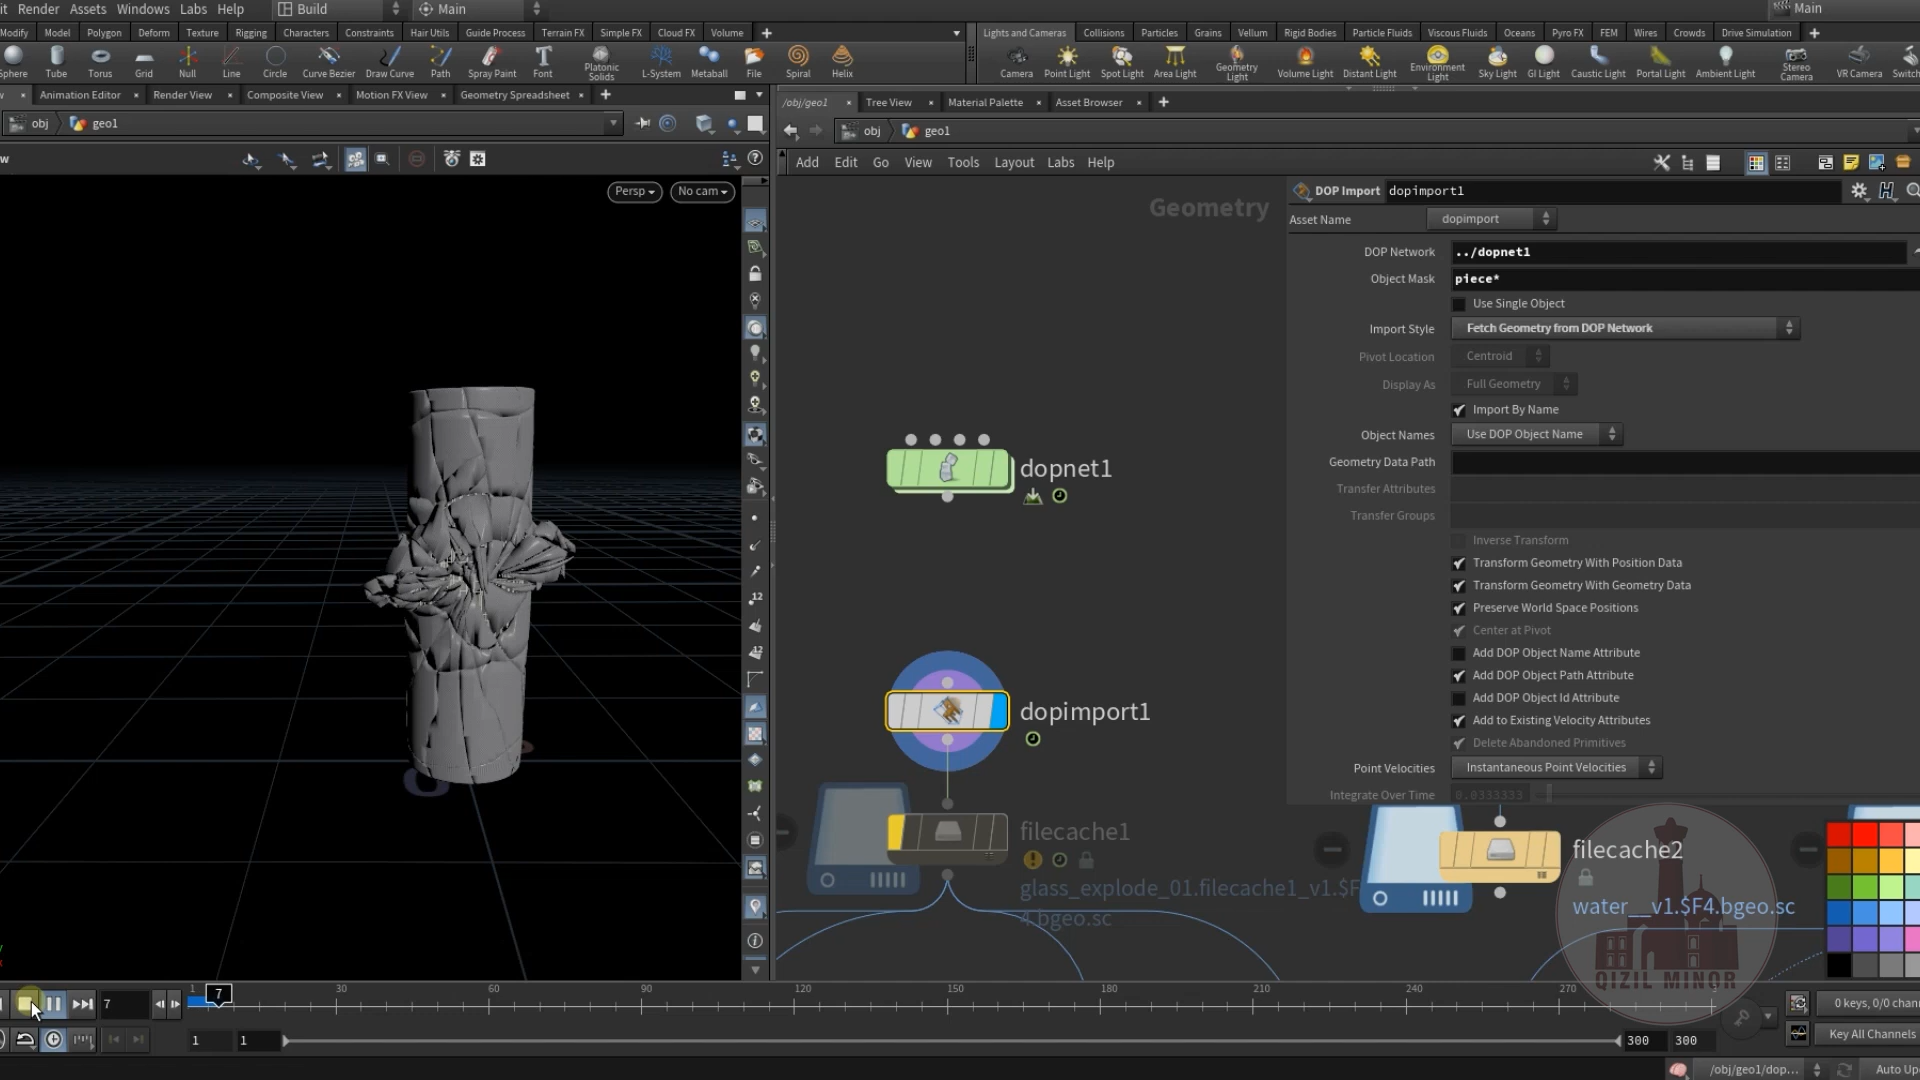 it Render Assets Windows Labs Help Build Main Main
Modify Model Polygon Deform Texture Rigging Characters Constraints Hair Utils Guide Process Terrain FX Simple FX Cloud FX Volume
Lights and Cameras Collisions Particles Grains Vellum Rigid Bodies Particle Fluids Viscous Fluids Oceans Pyro FX FEM Wires Crowds Drive Simulation
Sphere Tube Torus Grid Null Line Circle Curve Bezier Draw Curve Path Spray Paint Font Platonic Solids L-System Metaball File Spiral Helix
Camera Point Light Spot Light Area Light Geometry Light Volume Light Distant Light Environment Light Sky Light GI Light Caustic Light Portal Light Ambient Light Stereo Camera VR Camera Switch
Animation Editor Render View Composite View Motion FX View Geometry Spreadsheet
/obj/geo1 Tree View Material Palette Asset Browser
obj geo1
obj geo1
w
Add Edit Go View Tools Layout Labs Help
Persp No cam
Geometry
DOP Import dopimport1
Asset Name dopimport
DOP Network ../dopnet1
Object Mask piece*
Use Single Object
Import Style Fetch Geometry from DOP Network
Pivot Location Centroid
Display As Full Geometry
Import By Name
Object Names Use DOP Object Name
Geometry Data Path
Transfer Attributes
Transfer Groups
Inverse Transform
Transform Geometry With Position Data
Transform Geometry With Geometry Data
Preserve World Space Positions
Center at Pivot
Add DOP Object Name Attribute
Add DOP Object Path Attribute
Add DOP Object Id Attribute
Add to Existing Velocity Attributes
Delete Abandoned Primitives
Point Velocities Instantaneous Point Velocities
Integrate Over Time 0.0333333
dopnet1
dopimport1
filecache1
glass_explode_01.filecache1_v1.$F
4.bgeo.sc
filecache2
water__v1.$F4.bgeo.sc
QIZIL MINOR
12
12
7
1 7 30 60 90 120 150 180 210 240 270
0 keys, 0/0 chann
1 1 300 300
Key All Channels
/obj/geo1/dop... Auto Up